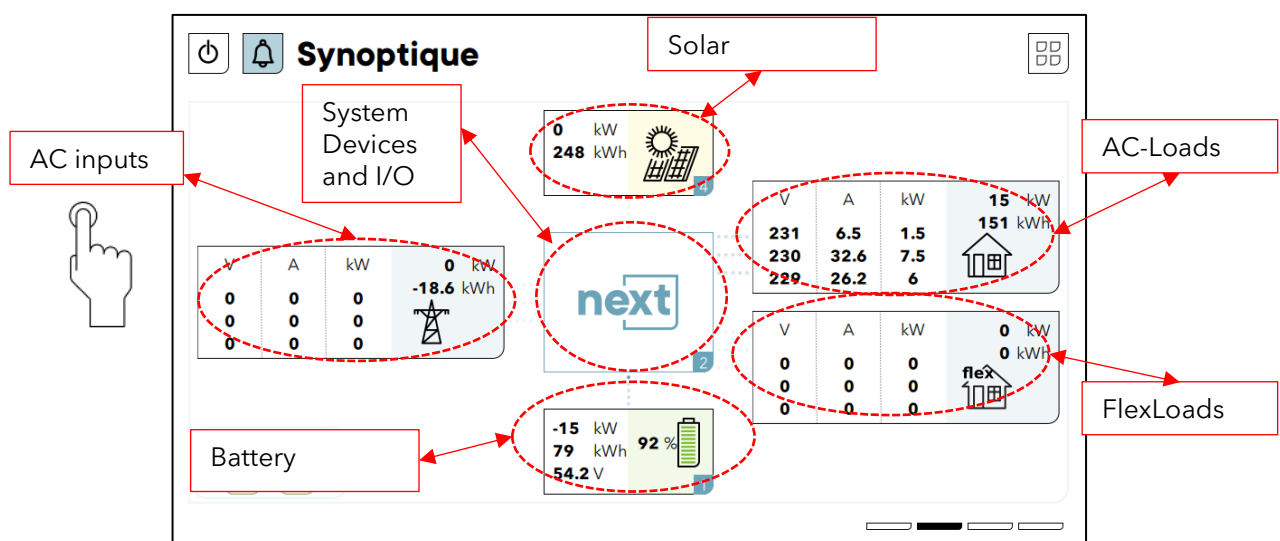 Synoptique
Solar
System
Devices
and I/O
AC inputs
AC-Loads
0 kW
248 kWh
4
V A kW 15 kW
151 kWh
231 6.5 1.5
230 32.6 7.5
229 26.2 6
V A kW 0 kW
-18.6 kWh
0 0 0
0 0 0
0 0 0
next
2
V A kW 0 kW
0 kWh
0 0 0
flex
0 0 0
0 0 0
FlexLoads
Battery
-15 kW
79 kWh 92 %
54.2 V
1